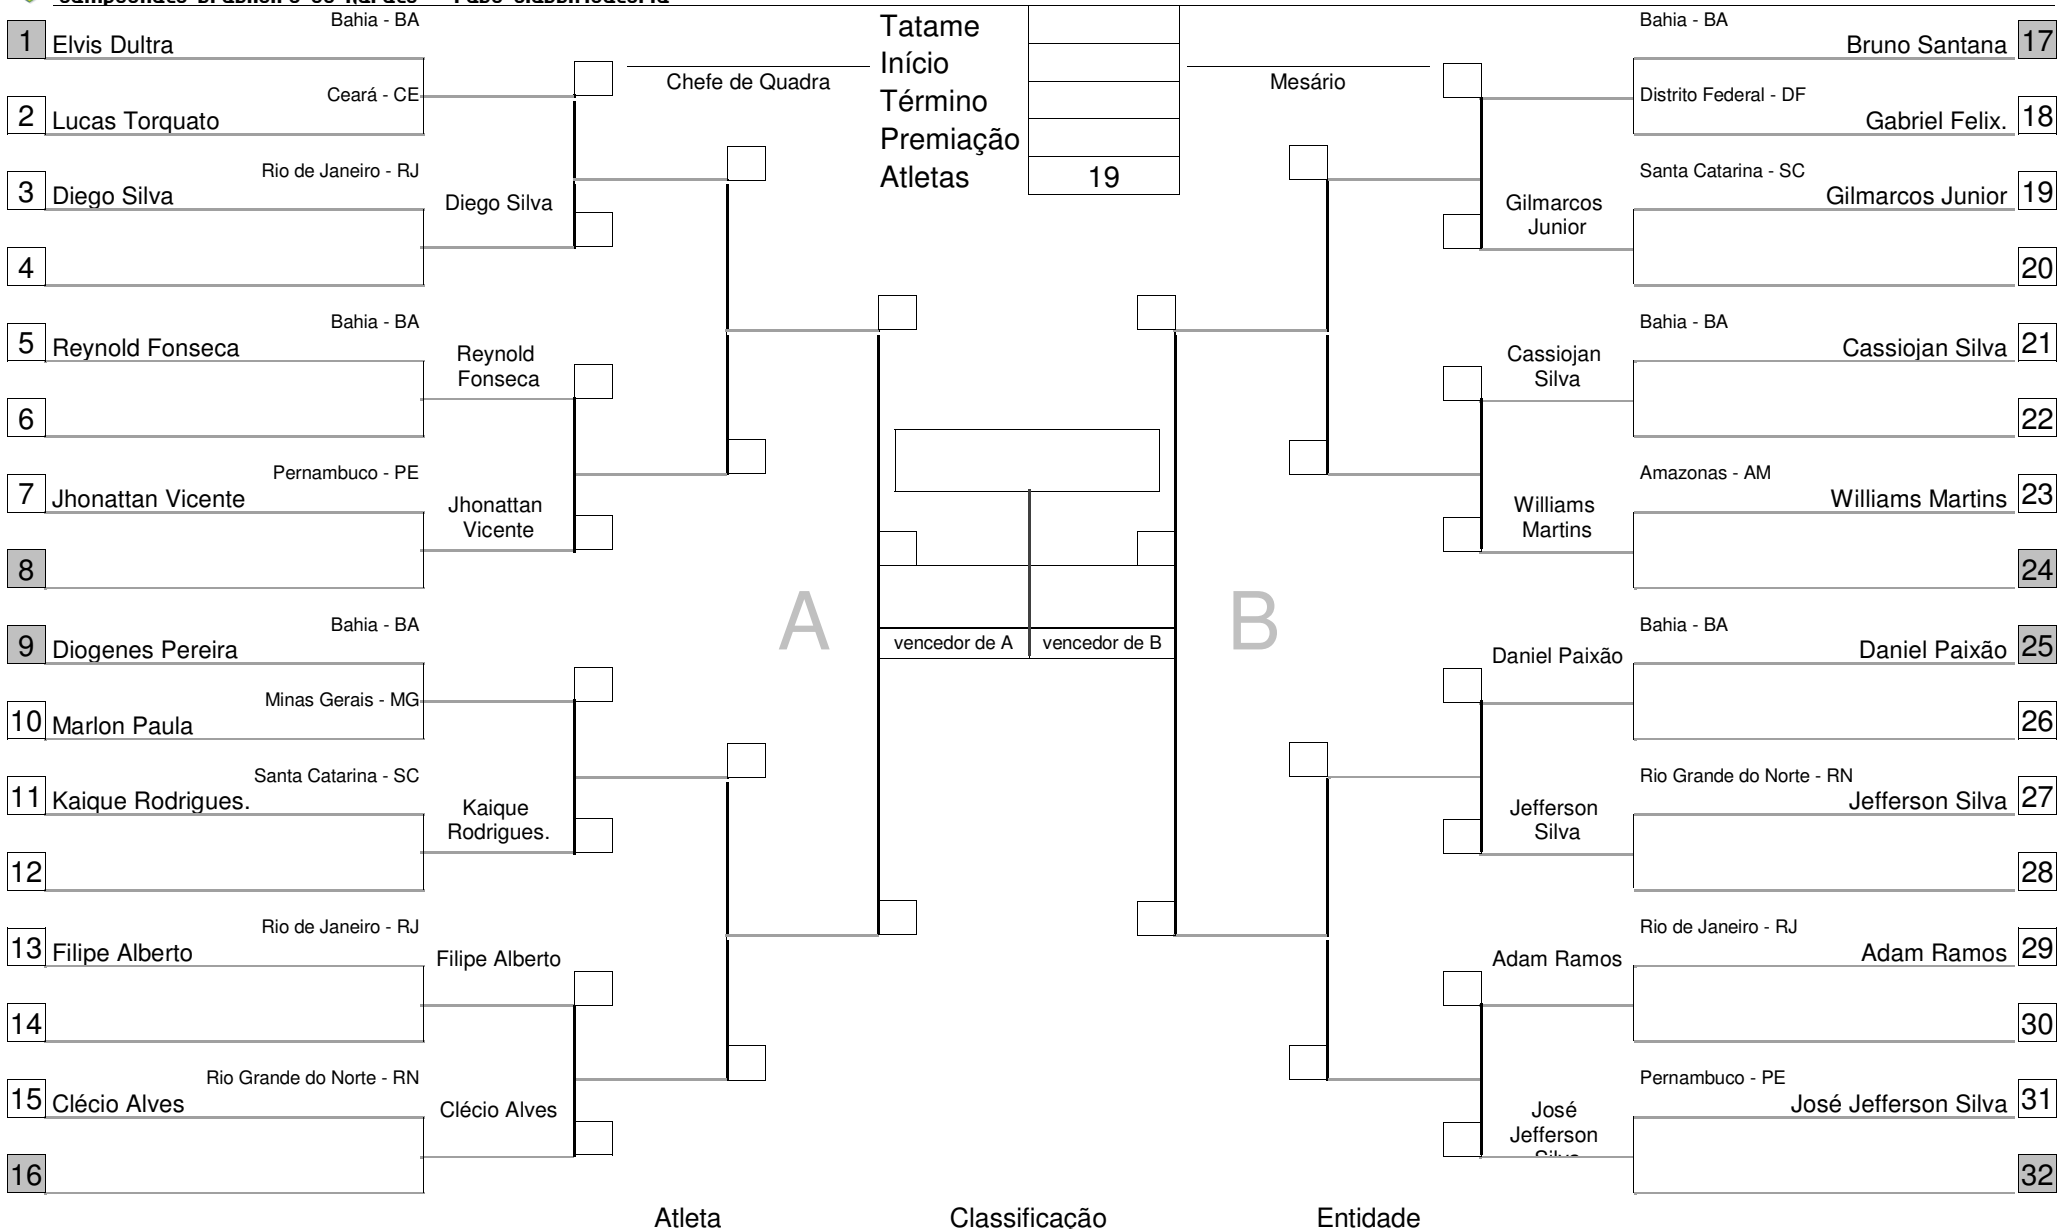 Bahia - BA
1 Elvis Dultra
Ceará - CE
2 Lucas Torquato
Rio de Janeiro - RJ
3 Diego Silva
Diego Silva
4
Bahia - BA
5 Reynold Fonseca
Reynold
Fonseca
6
Pernambuco - PE
7 Jhonattan Vicente
Jhonattan
Vicente
8
Bahia - BA
9 Diogenes Pereira
Minas Gerais - MG
10 Marlon Paula
Santa Catarina - SC
11 Kaique Rodrigues.
Kaique
Rodrigues.
12
Rio de Janeiro - RJ
13 Filipe Alberto
Filipe Alberto
14
Rio Grande do Norte - RN
15 Clécio Alves
Clécio Alves
16
Chefe de Quadra
Tatame
Início
Término
Premiação
Atletas 19
Mesário
A
B
vencedor de A
vencedor de B
Bahia - BA
Bruno Santana 17
Distrito Federal - DF
Gabriel Felix. 18
Santa Catarina - SC
Gilmarcos Junior 19
Gilmarcos
Junior
20
Bahia - BA
Cassiojan Silva 21
Cassiojan
Silva
22
Amazonas - AM
Williams Martins 23
Williams
Martins
24
Bahia - BA
Daniel Paixão 25
Daniel Paixão
26
Rio Grande do Norte - RN
Jefferson Silva 27
Jefferson
Silva
28
Rio de Janeiro - RJ
Adam Ramos 29
Adam Ramos
30
Pernambuco - PE
José Jefferson Silva 31
José
Jefferson
Silva
32
Atleta
Classificação
Entidade